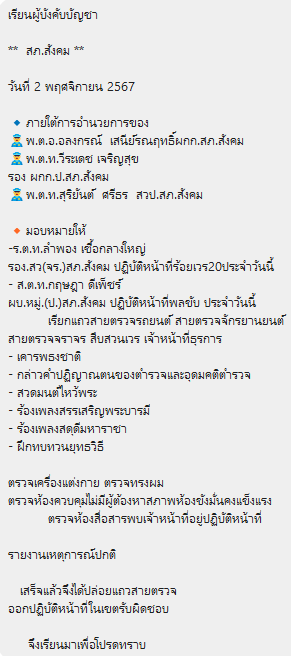 เรียนผู้บังคับบัญชา
** สภ.สังคม **
วันที่ 2 พฤศจิกายน 2567
🔹ภายใต้การอำนวยการของ
👮พ.ต.อ.อลงกรณ์ เสนีย์รณฤทธิ์ผกก.สภ.สังคม
👮พ.ต.ท.วีระเดช เจริญสุข
รอง ผกก.ป.สภ.สังคม
👮พ.ต.ท.สุริยันต์ ศรีธร สวป.สภ.สังคม
🔸มอบหมายให้
-ร.ต.ท.ลำพอง เชื้อกลางใหญ่
รอง.สว(จร.)สภ.สังคม ปฏิบัติหน้าที่ร้อยเวร20ประจำวันนี้
- ส.ต.ท.กฤษฎา ดีเพ็ชร์
ผบ.หมู่.(ป.)สภ.สังคม ปฏิบัติหน้าที่พลขับ ประจำวันนี้
เรียกแถวสายตรวจรถยนต์ สายตรวจจักรยานยนต์
สายตรวจจราจร สืบสวนเวร เจ้าหน้าที่ธุรการ
- เคารพธงชาติ
- กล่าวคำปฏิญาณตนของตำรวจและอุดมคติตำรวจ
- สวดมนต์ไหว้พระ
- ร้องเพลงสรรเสริญพระบารมี
- ร้องเพลงสดุดีมหาราชา
- ฝึกทบทวนยุทธวิธี
ตรวจเครื่องแต่งกาย ตรวจทรงผม
ตรวจห้องควบคุมไม่มีผู้ต้องหาสภาพห้องขังมั่นคงแข็งแรง
ตรวจห้องสื่อสารพบเจ้าหน้าที่อยู่ปฏิบัติหน้าที่
รายงานเหตุการณ์ปกติ
เสร็จแล้วจึงได้ปล่อยแถวสายตรวจ
ออกปฏิบัติหน้าที่ในเขตรับผิดชอบ
จึงเรียนมาเพื่อโปรดทราบ